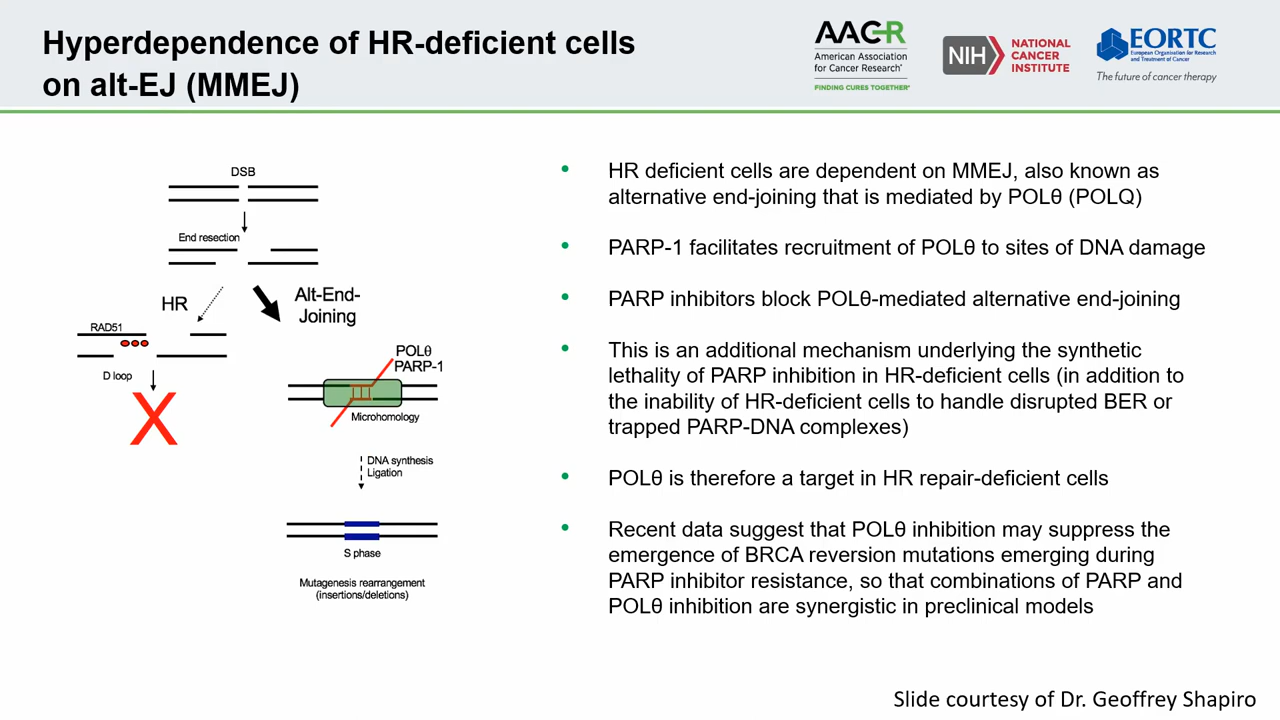 Hyperdependence of HR-deficient cells
on alt-EJ (MMEJ)
AACR
American Association
for Cancer Research®
FINDING CURES TOGETHER®
NIH
NATIONAL
CANCER
INSTITUTE
EORTC
European Organisation for Research
and Treatment of Cancer
The future of cancer therapy
DSB
End resection
HR
Alt-End-
Joining
RAD51
D loop
X
POLθ
PARP-1
Microhomology
DNA synthesis
Ligation
S phase
Mutagenesis rearrangement
(insertions/deletions)
• HR deficient cells are dependent on MMEJ, also known as
alternative end-joining that is mediated by POLθ (POLQ)
• PARP-1 facilitates recruitment of POLθ to sites of DNA damage
• PARP inhibitors block POLθ-mediated alternative end-joining
• This is an additional mechanism underlying the synthetic
lethality of PARP inhibition in HR-deficient cells (in addition to
the inability of HR-deficient cells to handle disrupted BER or
trapped PARP-DNA complexes)
• POLθ is therefore a target in HR repair-deficient cells
• Recent data suggest that POLθ inhibition may suppress the
emergence of BRCA reversion mutations emerging during
PARP inhibitor resistance, so that combinations of PARP and
POLθ inhibition are synergistic in preclinical models
Slide courtesy of Dr. Geoffrey Shapiro